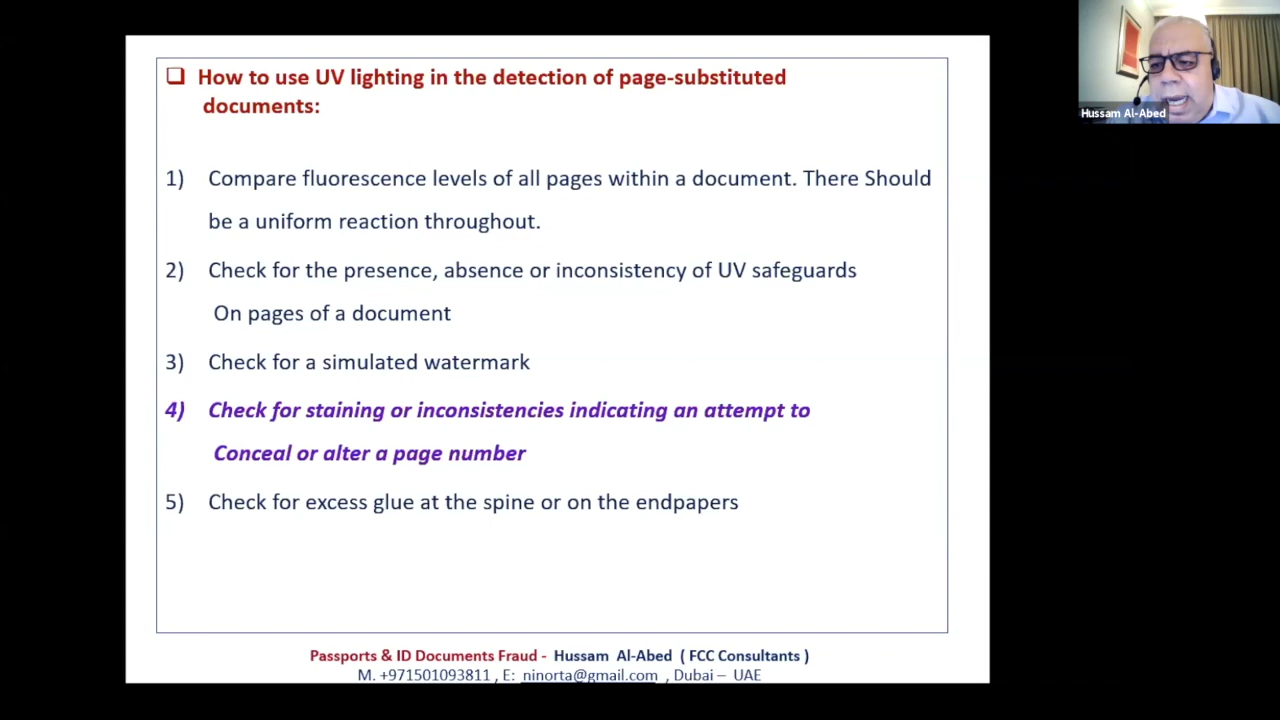 How to use UV lighting in the detection of page-substituted
documents:
1) Compare fluorescence levels of all pages within a document. There Should
be a uniform reaction throughout.
2) Check for the presence, absence or inconsistency of UV safeguards
On pages of a document
3) Check for a simulated watermark
4) Check for staining or inconsistencies indicating an attempt to
Conceal or alter a page number
5) Check for excess glue at the spine or on the endpapers
Passports & ID Documents Fraud - Hussam Al-Abed ( FCC Consultants )
M. +971501093811 , E: ninorta@gmail.com , Dubai – UAE
Hussam Al-Abed